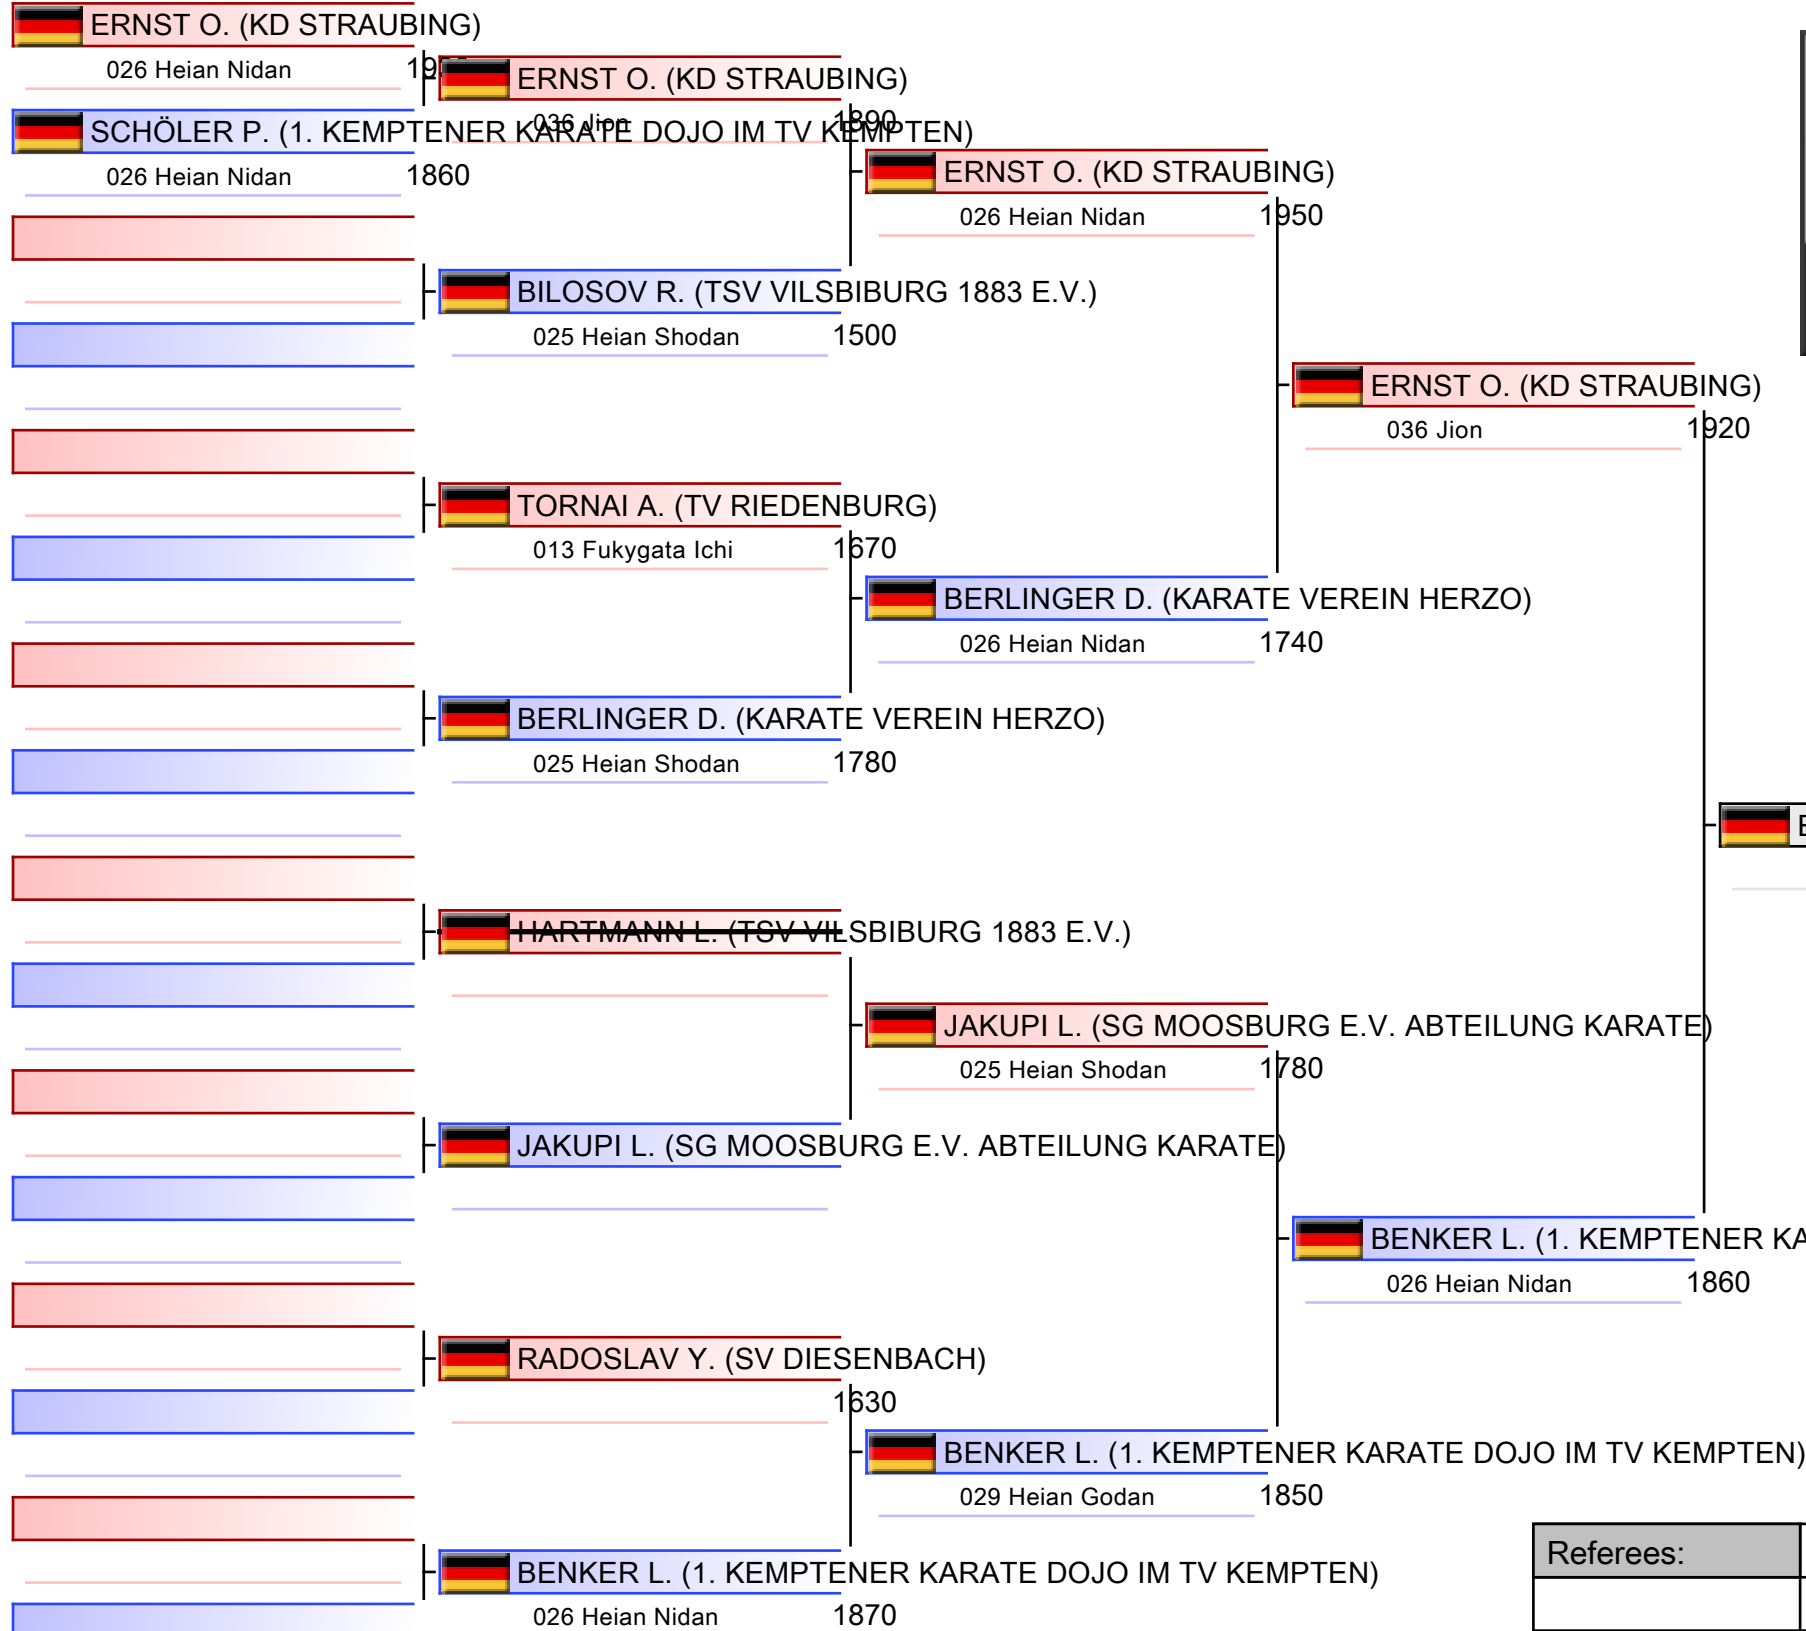 ERNST O. (KD STRAUBING)
026 Heian Nidan
SCHÖLER P. (1. KEMPTENER KARATE DOJO IM TV KEMPTEN)
026 Heian Nidan 1860
ERNST O. (KD STRAUBING)
036 Jion 1890
BILOSOV R. (TSV VILSBIBURG 1883 E.V.)
025 Heian Shodan 1500
TORNAI A. (TV RIEDENBURG)
013 Fukygata Ichi 1670
BERLINGER D. (KARATE VEREIN HERZO)
025 Heian Shodan 1780
HARTMANN L. (TSV VILSBIBURG 1883 E.V.)
JAKUPI L. (SG MOOSBURG E.V. ABTEILUNG KARATE)
RADOSLAV Y. (SV DIESENBACH)
1630
BENKER L. (1. KEMPTENER KARATE DOJO IM TV KEMPTEN)
026 Heian Nidan 1870
ERNST O. (KD STRAUBING)
026 Heian Nidan 1950
BERLINGER D. (KARATE VEREIN HERZO)
026 Heian Nidan 1740
JAKUPI L. (SG MOOSBURG E.V. ABTEILUNG KARATE)
025 Heian Shodan 1780
BENKER L. (1. KEMPTENER KARATE DOJO IM TV KEMPTEN)
029 Heian Godan 1850
ERNST O. (KD STRAUBING)
036 Jion 1920
BENKER L. (1. KEMPTENER KA
026 Heian Nidan 1860
Referees: